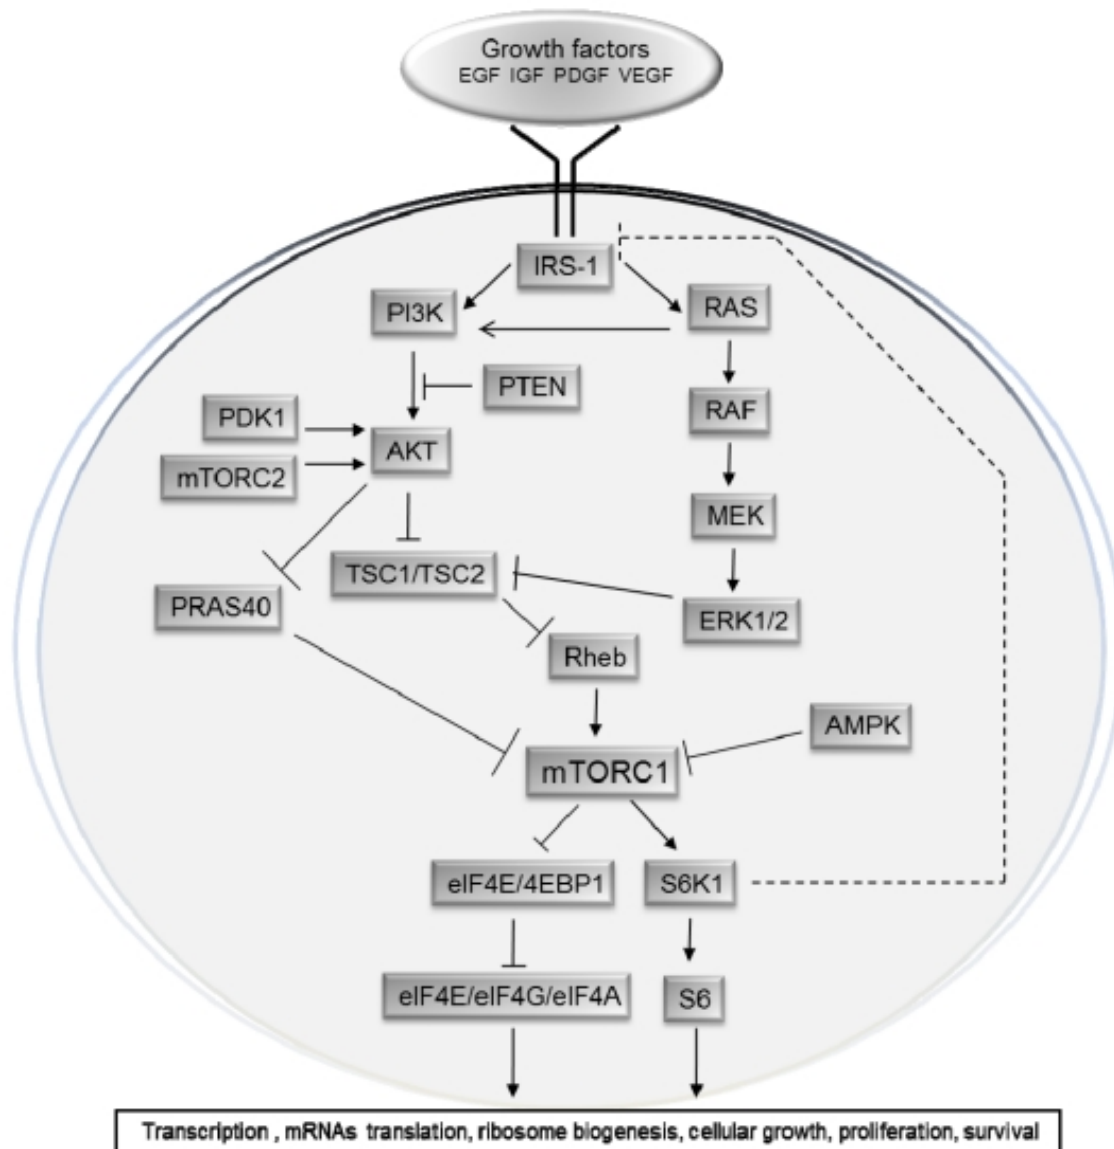 Growth factors
EGF IGF PDGF VEGF
IRS-1
PI3K
RAS
PTEN
RAF
PDK1
AKT
mTORC2
MEK
TSC1/TSC2
PRAS40
ERK1/2
Rheb
AMPK
mTORC1
eIF4E/4EBP1
S6K1
eIF4E/eIF4G/eIF4A
S6
Transcription , mRNAs translation, ribosome biogenesis, cellular growth, proliferation, survival